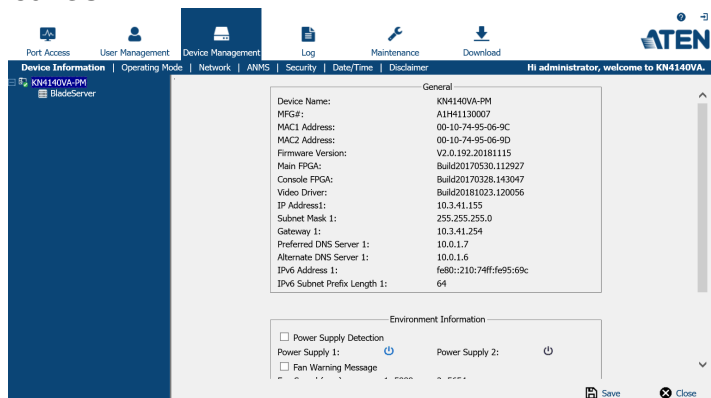 Port Access
User Management
Device Management
Log
Maintenance
Download
ATEN
Device Information | Operating Mode | Network | ANMS | Security | Date/Time | Disclaimer
Hi administrator, welcome to KN4140VA.
KN4140VA-PM
BladeServer
General
Device Name: KN4140VA-PM
MFG#: A1H41130007
MAC1 Address: 00-10-74-95-06-9C
MAC2 Address: 00-10-74-95-06-9D
Firmware Version: V2.0.192.20181115
Main FPGA: Build20170530.112927
Console FPGA: Build20170328.143047
Video Driver: Build20181023.120056
IP Address1: 10.3.41.155
Subnet Mask 1: 255.255.255.0
Gateway 1: 10.3.41.254
Preferred DNS Server 1: 10.0.1.7
Alternate DNS Server 1: 10.0.1.6
IPv6 Address 1: fe80::210:74ff:fe95:69c
IPv6 Subnet Prefix Length 1: 64
Environment Information
Power Supply Detection
Power Supply 1: Power Supply 2:
Fan Warning Message
Save
Close